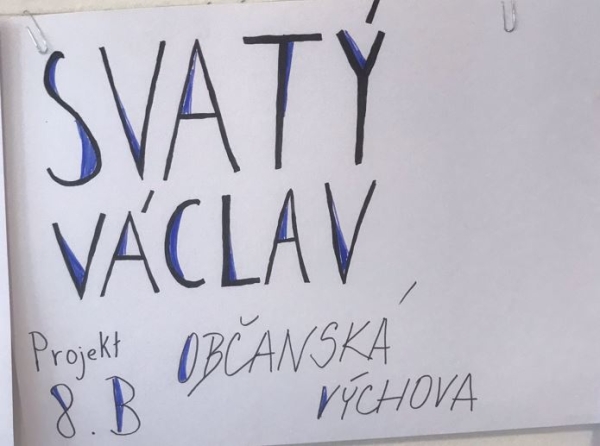 SVATÝ
VÁCLAV
Projekt
8.B
OBČANSKÁ
VÝCHOVA